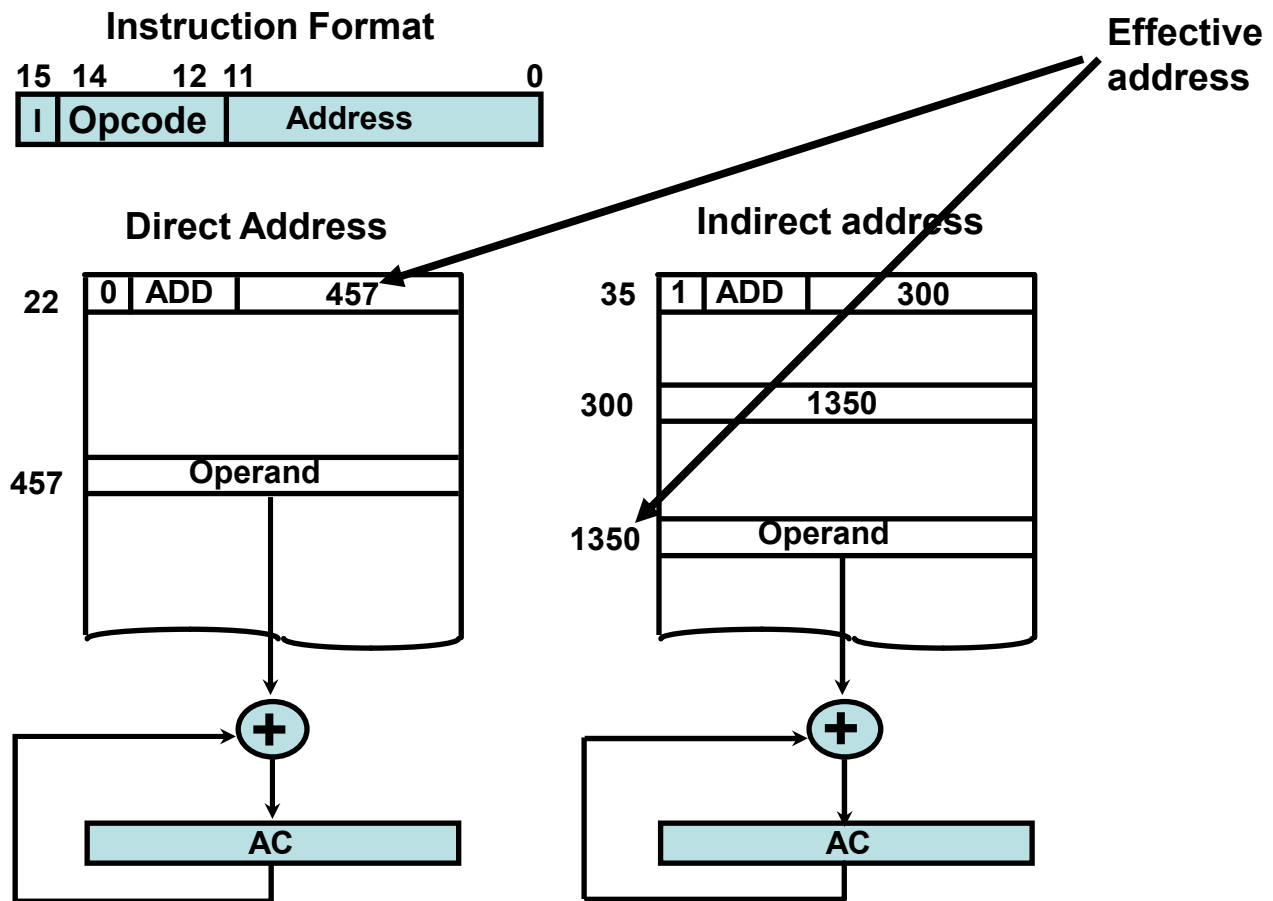 Instruction Format
Effective
address
15 14 12 11 0
I Opcode Address
Direct Address
22 0 ADD 457
457 Operand
+
AC
Indirect address
35 1 ADD 300
300 1350
1350 Operand
+
AC